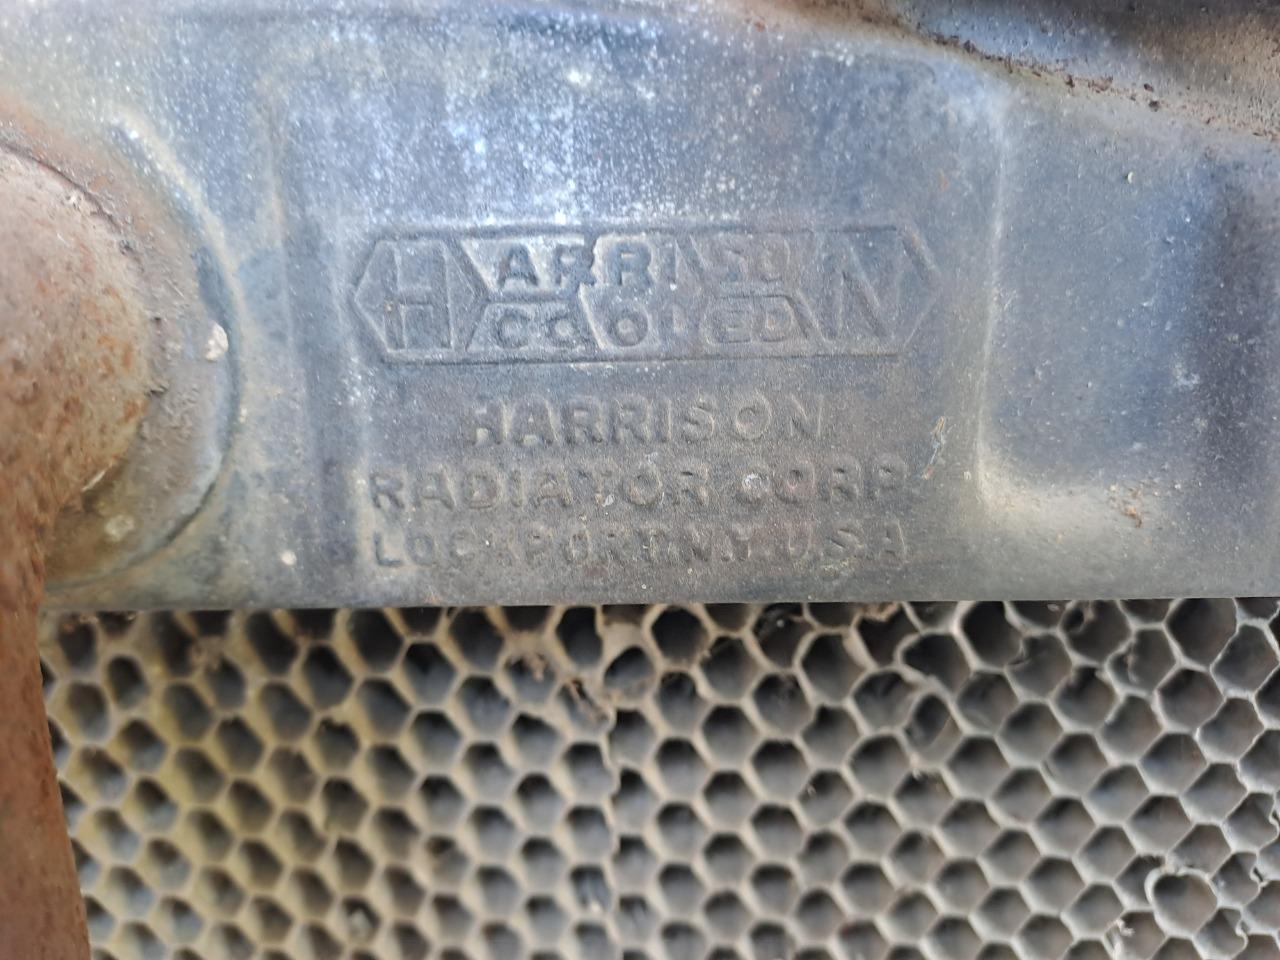 HARRISON
COOLED
HARRISON
RADIATOR CORP.
LOCKPORT.N.Y. U.S.A